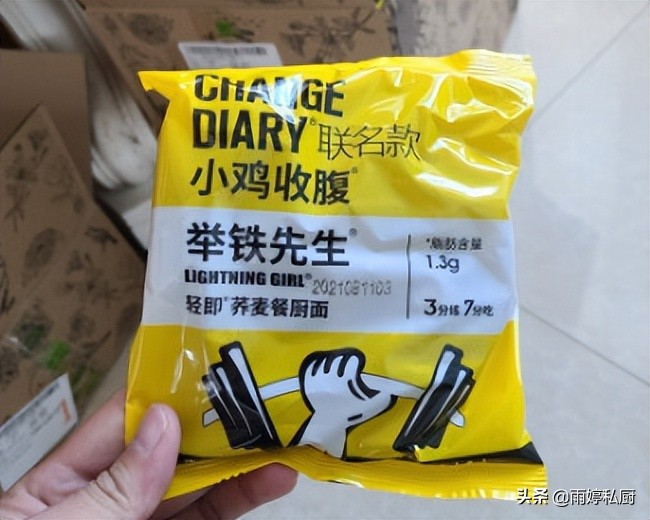 CHANGE
DIARY® 联名款
小鸡收腹®
举铁先生®
LIGHTNING GIRL®
2021081103
轻即®荞麦餐厨面
*脂肪含量
1.3g
3分练 7分吃
头条 @雨婷私厨